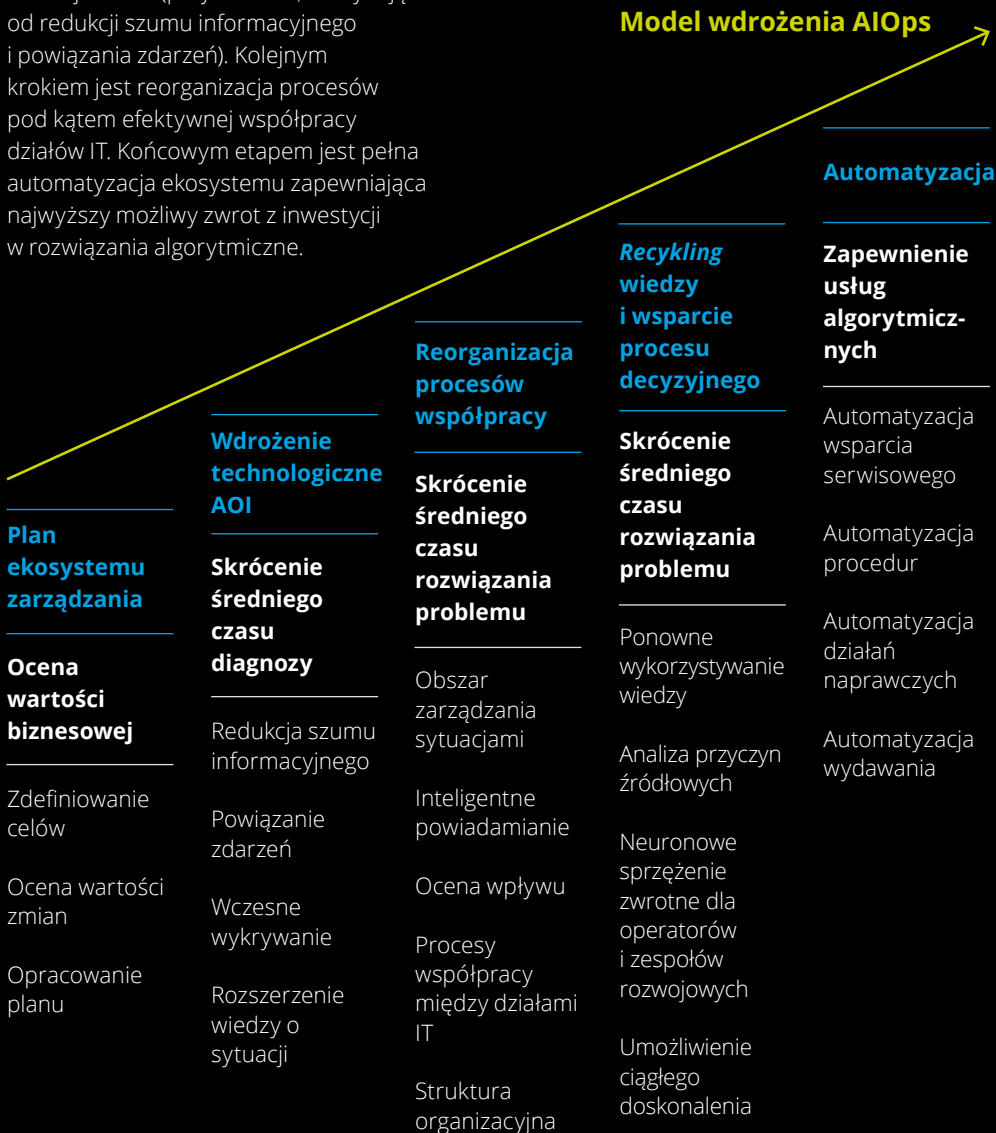 od redukcji szumu informacyjnego
i powiązania zdarzeń). Kolejnym
krokiem jest reorganizacja procesów
pod kątem efektywnej współpracy
działów IT. Końcowym etapem jest pełna
automatyzacja ekosystemu zapewniająca
najwyższy możliwy zwrot z inwestycji
w rozwiązania algorytmiczne.
Model wdrożenia AIOps
Plan
ekosystemu
zarządzania
Ocena
wartości
biznesowej
Zdefiniowanie
celów
Ocena wartości
zmian
Opracowanie
planu
Wdrożenie
technologiczne
AOI
Skrócenie
średniego
czasu
diagnozy
Redukcja szumu
informacyjnego
Powiązanie
zdarzeń
Wczesne
wykrywanie
Rozszerzenie
wiedzy o
sytuacji
Reorganizacja
procesów
współpracy
Skrócenie
średniego
czasu
rozwiązania
problemu
Obszar
zarządzania
sytuacjami
Inteligentne
powiadamianie
Ocena wpływu
Procesy
współpracy
między działami
IT
Struktura
organizacyjna
Recykling
wiedzy
i wsparcie
procesu
decyzyjnego
Skrócenie
średniego
czasu
rozwiązania
problemu
Ponowne
wykorzystywanie
wiedzy
Analiza przyczyn
źródłowych
Neuronowe
sprzężenie
zwrotne dla
operatorów
i zespołów
rozwojowych
Umożliwienie
ciągłego
doskonalenia
Automatyzacja
Zapewnienie
usług
algorytmicz-
nych
Automatyzacja
wsparcia
serwisowego
Automatyzacja
procedur
Automatyzacja
działań
naprawczych
Automatyzacja
wydawania